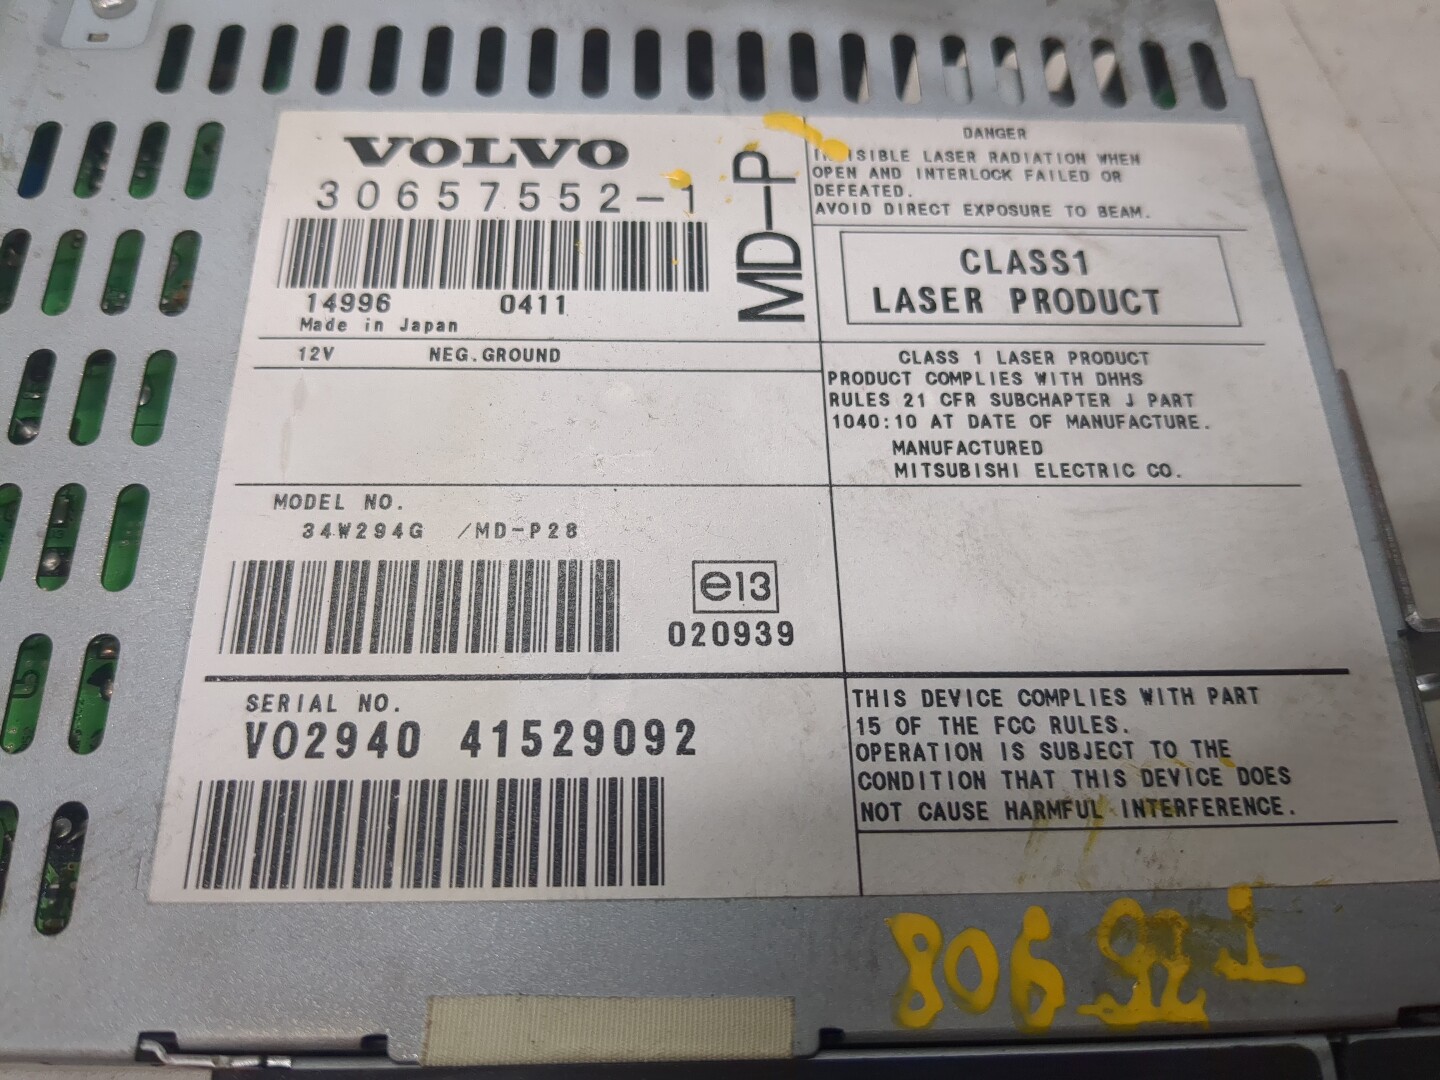 VOLVO
30657552-1
14996 0411
Made in Japan
MD-P
12V NEG.GROUND
MODEL NO.
34W294G /MD-P28
e13
020939
SERIAL NO.
VO2940 41529092
DANGER
INVISIBLE LASER RADIATION WHEN
OPEN AND INTERLOCK FAILED OR
DEFEATED.
AVOID DIRECT EXPOSURE TO BEAM.
CLASS1
LASER PRODUCT
CLASS 1 LASER PRODUCT
PRODUCT COMPLIES WITH DHHS
RULES 21 CFR SUBCHAPTER J PART
1040:10 AT DATE OF MANUFACTURE.
MANUFACTURED
MITSUBISHI ELECTRIC CO.
THIS DEVICE COMPLIES WITH PART
15 OF THE FCC RULES.
OPERATION IS SUBJECT TO THE
CONDITION THAT THIS DEVICE DOES
NOT CAUSE HARMFUL INTERFERENCE.